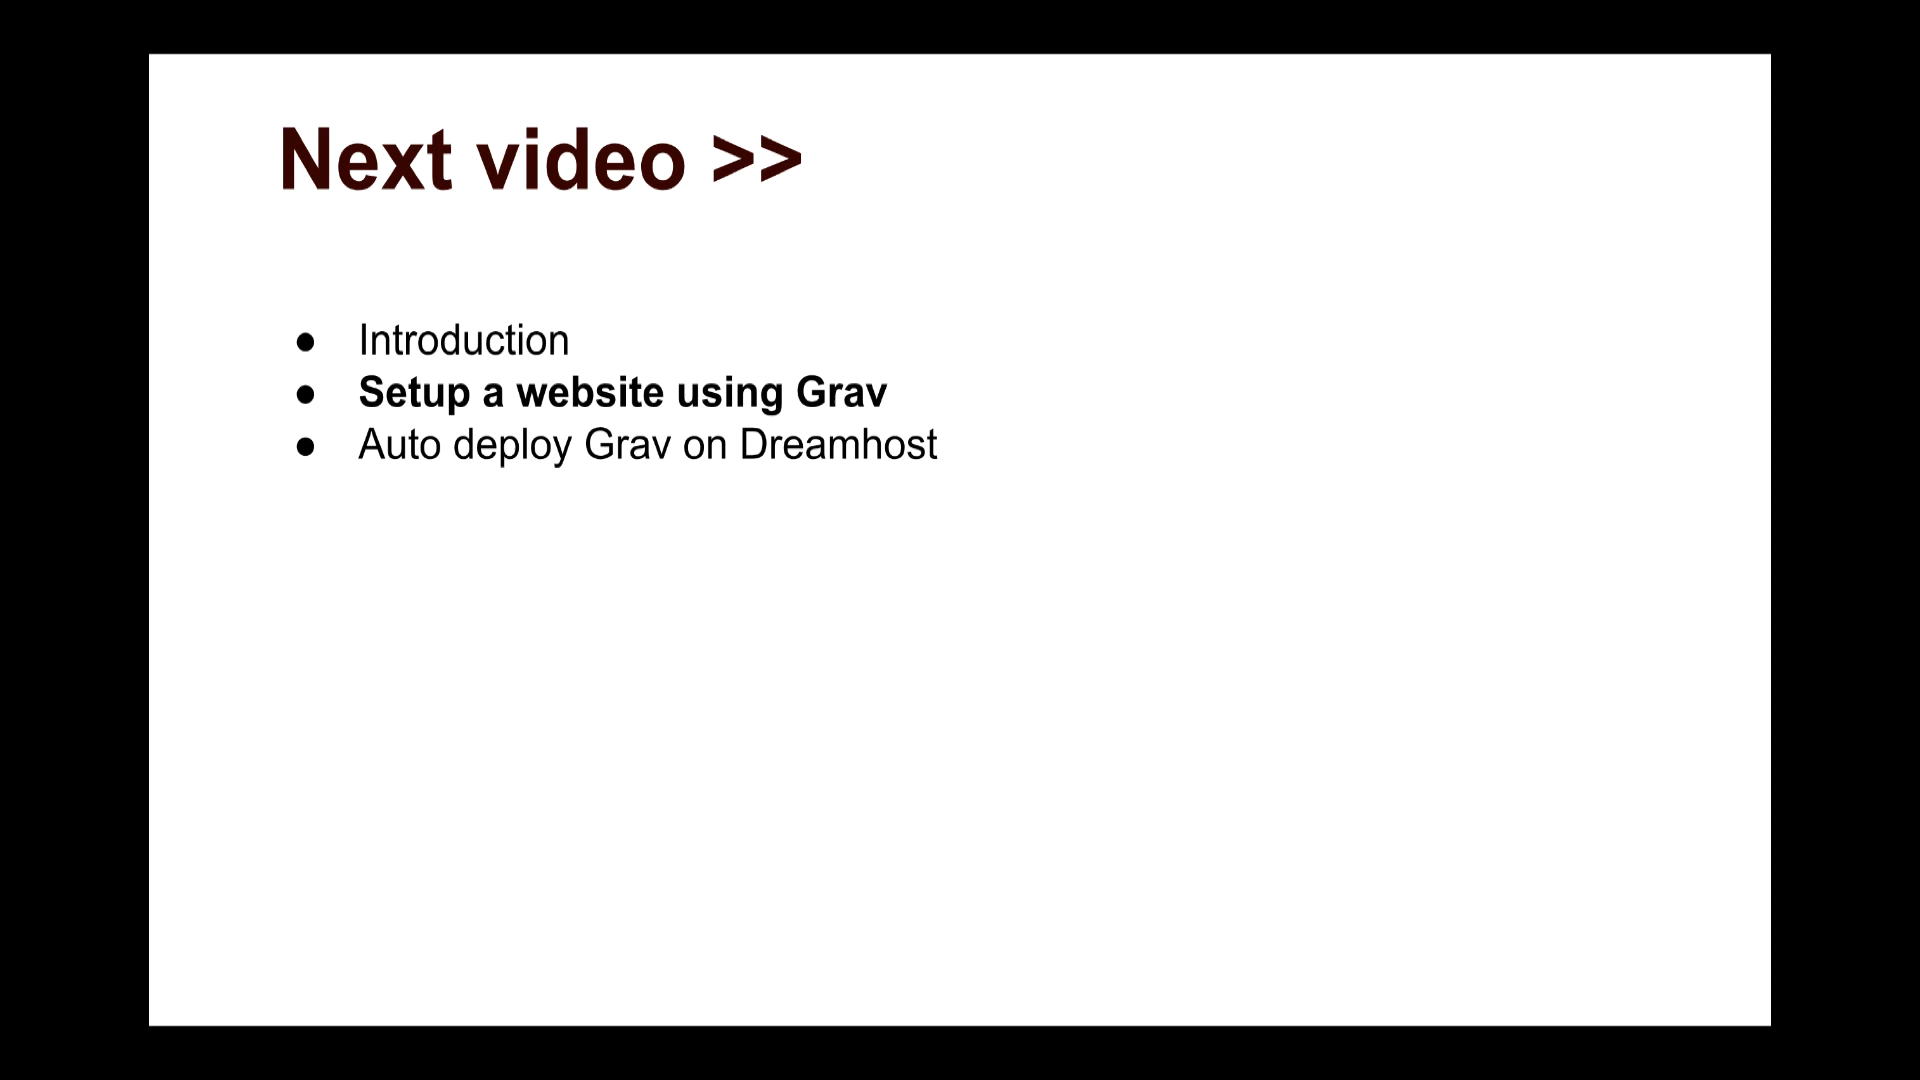 Next video >>
● Introduction
● Setup a website using Grav
● Auto deploy Grav on Dreamhost